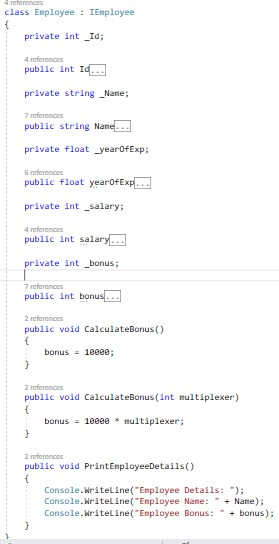 4 references
class Employee : IEmployee
{
private int _Id;
4 references
public int Id...
private string _Name;
7 references
public string Name...
private float _yearOfExp;
6 references
public float yearOfExp...
private int _salary;
4 references
public int salary...
private int _bonus;
7 references
public int bonus...
2 references
public void CalculateBonus()
{
bonus = 10000;
}
2 references
public void CalculateBonus(int multiplexer)
{
bonus = 10000 * multiplexer;
}
2 references
public void PrintEmployeeDetails()
{
Console.WriteLine("Employee Details: ");
Console.WriteLine("Employee Name: " + Name);
Console.WriteLine("Employee Bonus: " + bonus);
}
}